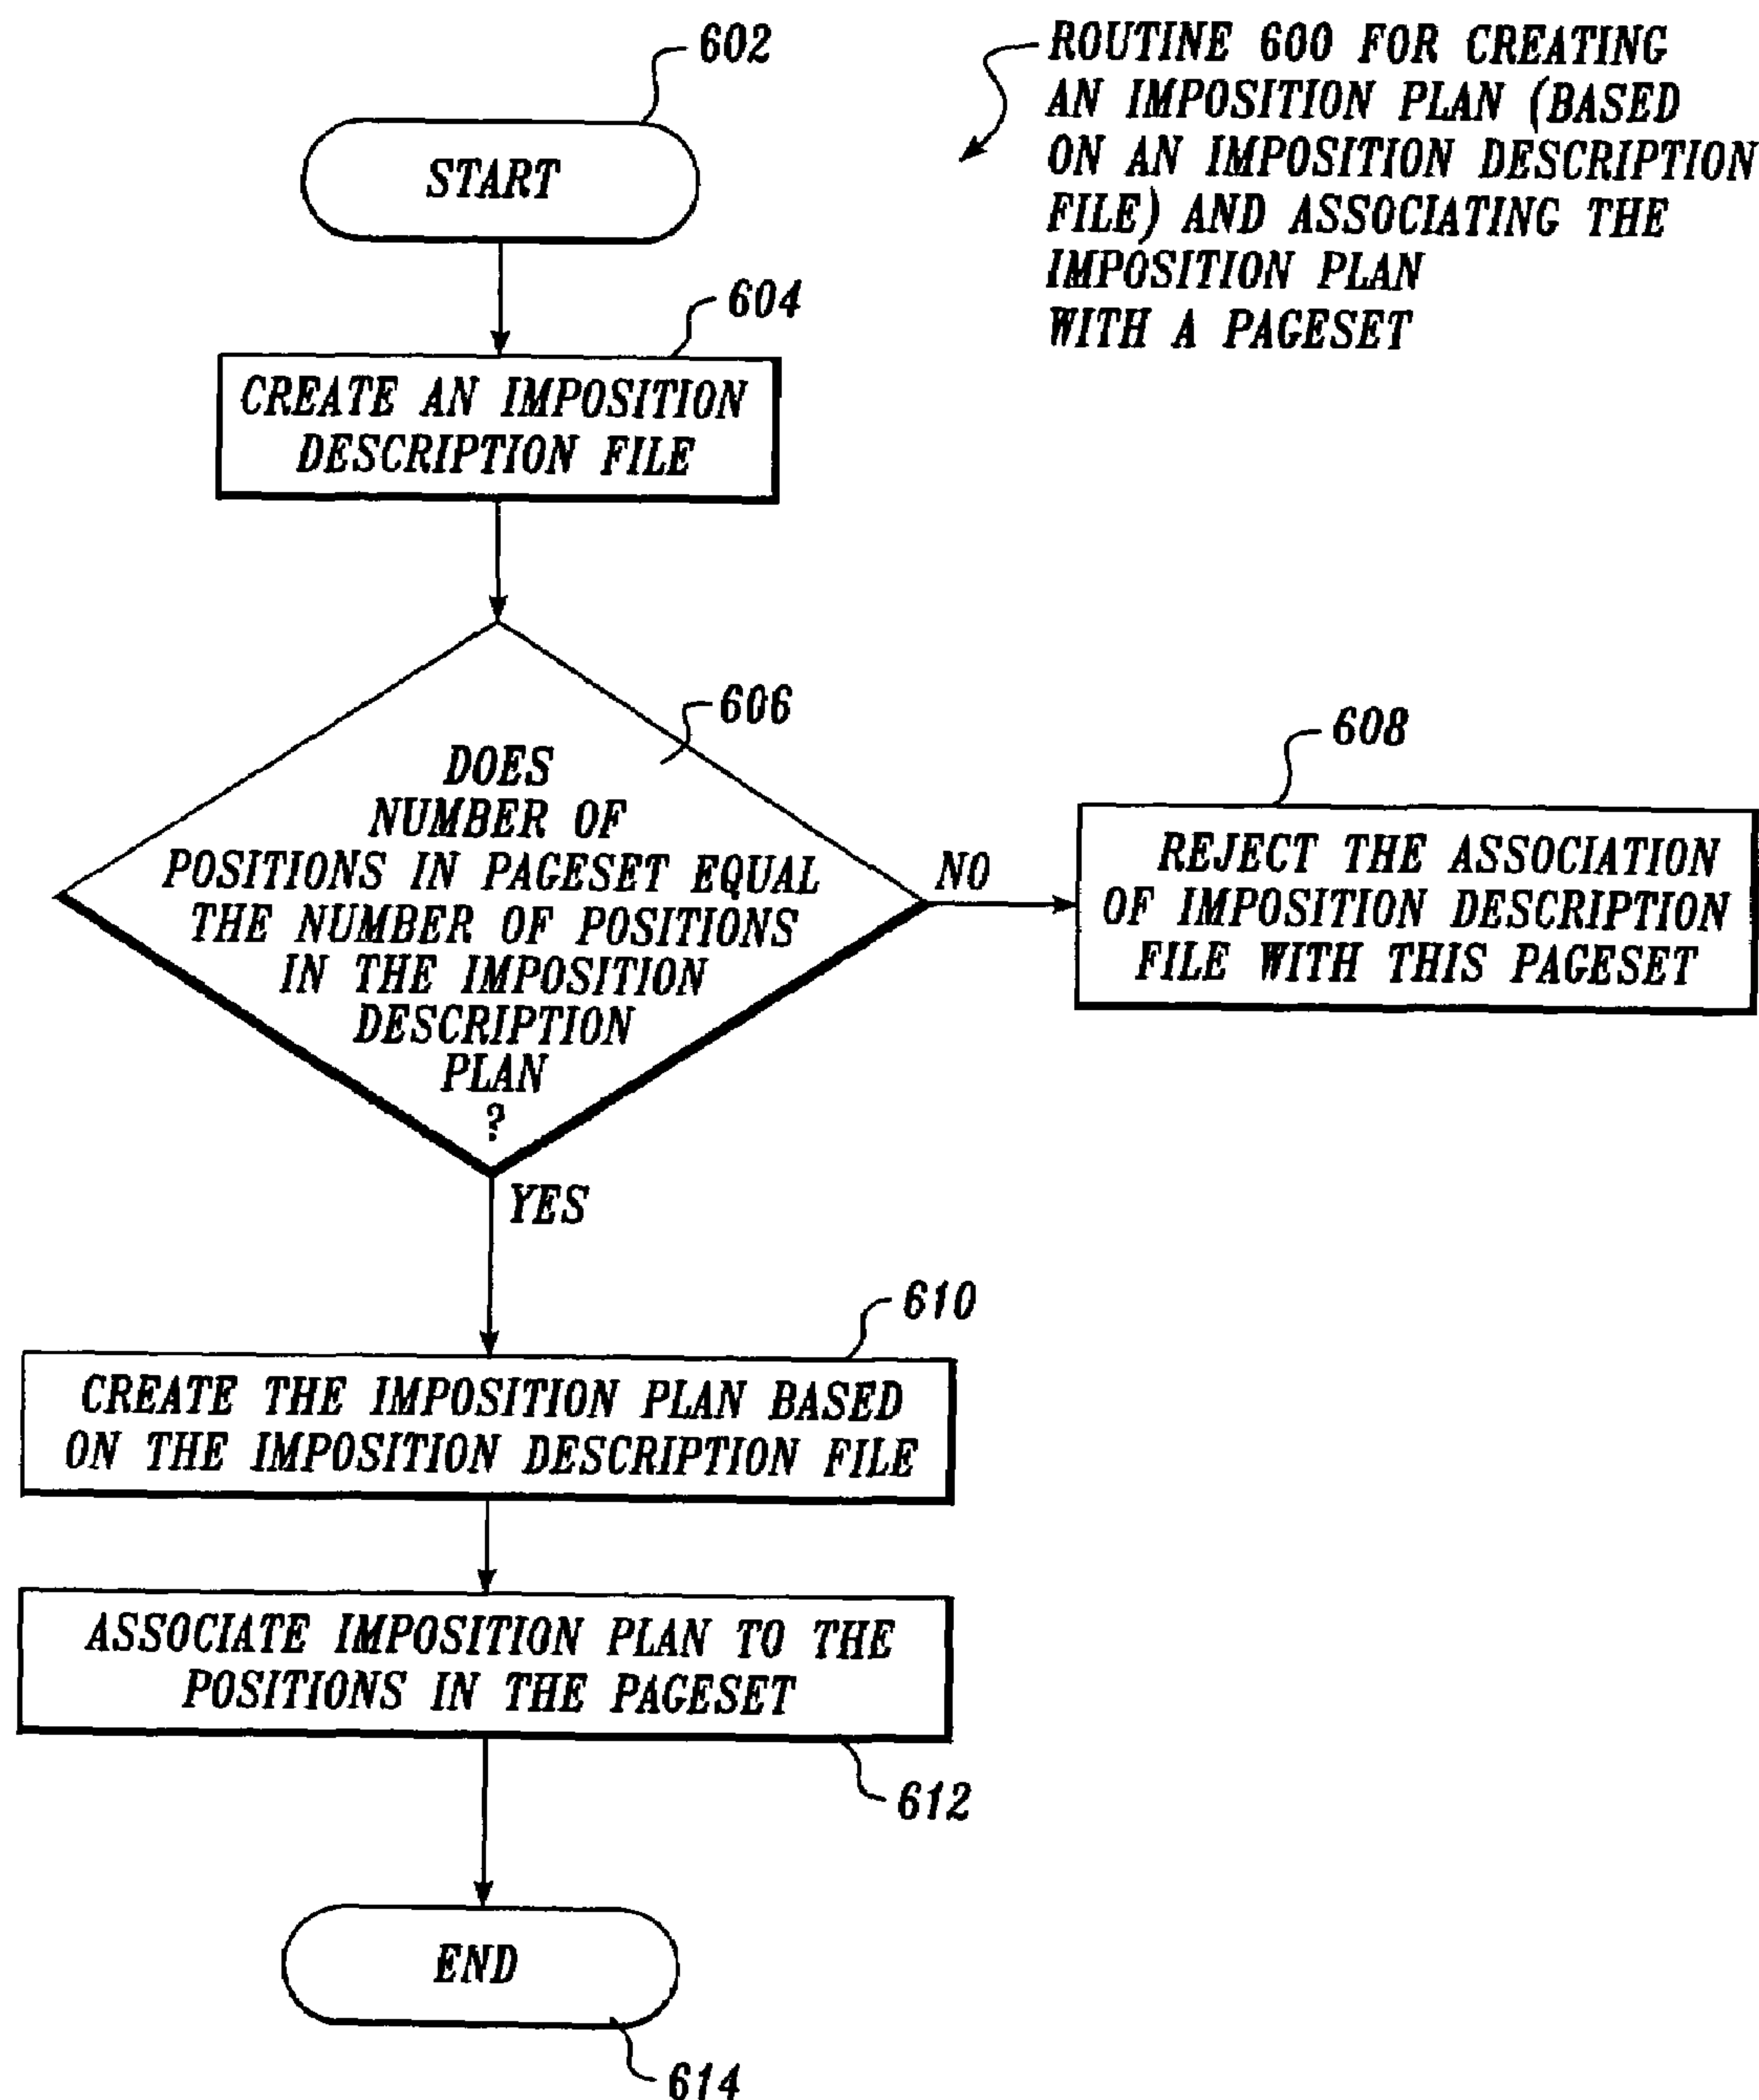 602
START
ROUTINE 600 FOR CREATING
AN IMPOSITION PLAN (BASED
ON AN IMPOSITION DESCRIPTION
FILE) AND ASSOCIATING THE
IMPOSITION PLAN
WITH A PAGESET
604
CREATE AN IMPOSITION
DESCRIPTION FILE
606
DOES
NUMBER OF
POSITIONS IN PAGESET EQUAL
THE NUMBER OF POSITIONS
IN THE IMPOSITION
DESCRIPTION
PLAN
?
NO
608
REJECT THE ASSOCIATION
OF IMPOSITION DESCRIPTION
FILE WITH THIS PAGESET
YES
610
CREATE THE IMPOSITION PLAN BASED
ON THE IMPOSITION DESCRIPTION FILE
ASSOCIATE IMPOSITION PLAN TO THE
POSITIONS IN THE PAGESET
612
END
614